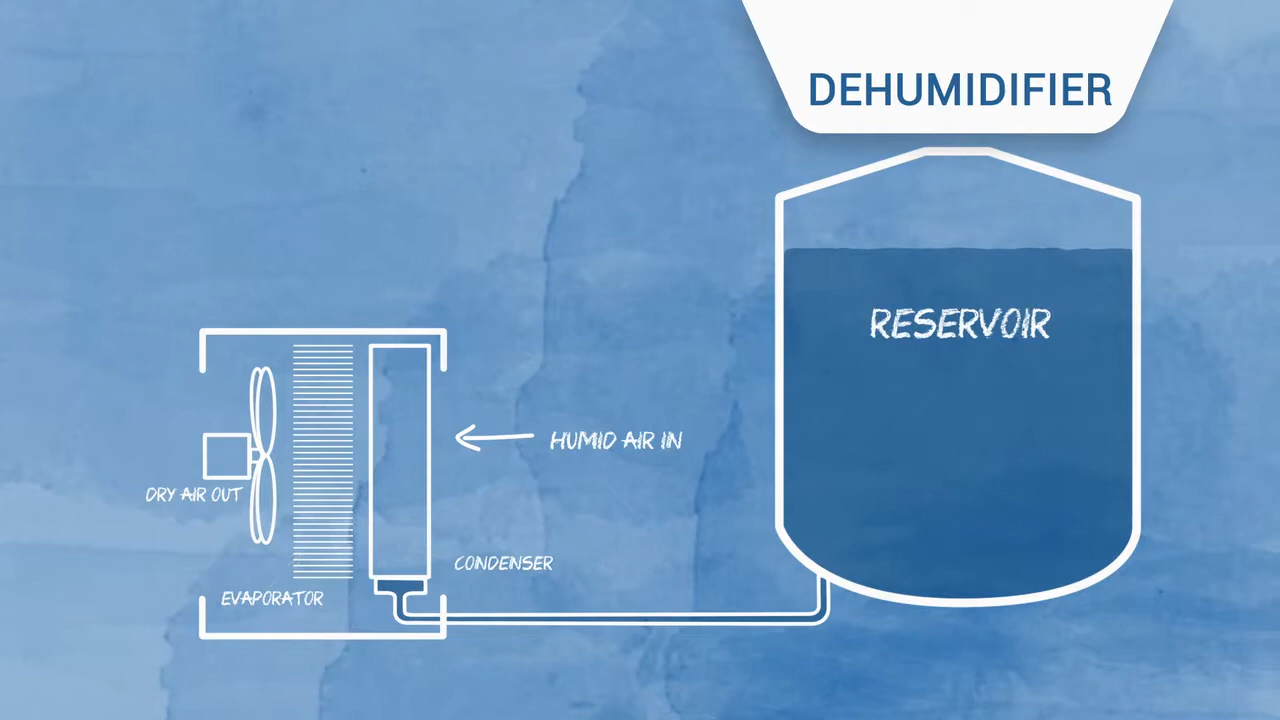 DEHUMIDIFIER
RESERVOIR
HUMID AIR IN
DRY AIR OUT
CONDENSER
EVAPORATOR